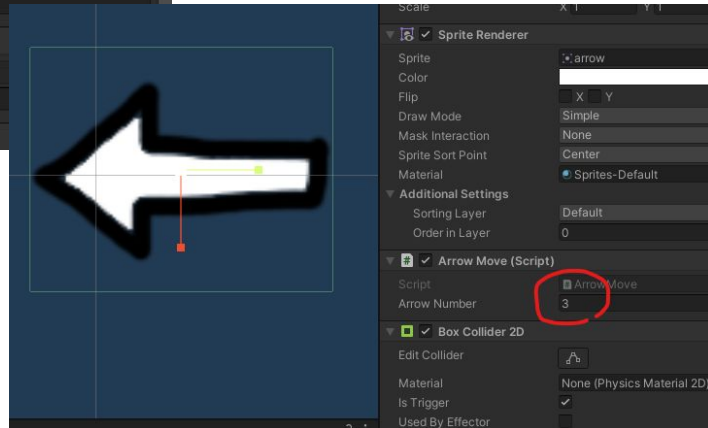 Scale X 1 Y 1
# Sprite Renderer
Sprite arrow
Color
Flip X Y
Draw Mode Simple
Mask Interaction None
Sprite Sort Point Center
Material Sprites-Default
Additional Settings
Sorting Layer Default
Order in Layer 0
# Arrow Move (Script)
Script ArrowMove
Arrow Number 3
Box Collider 2D
Edit Collider
Material None (Physics Material 2D)
Is Trigger
Used By Effector